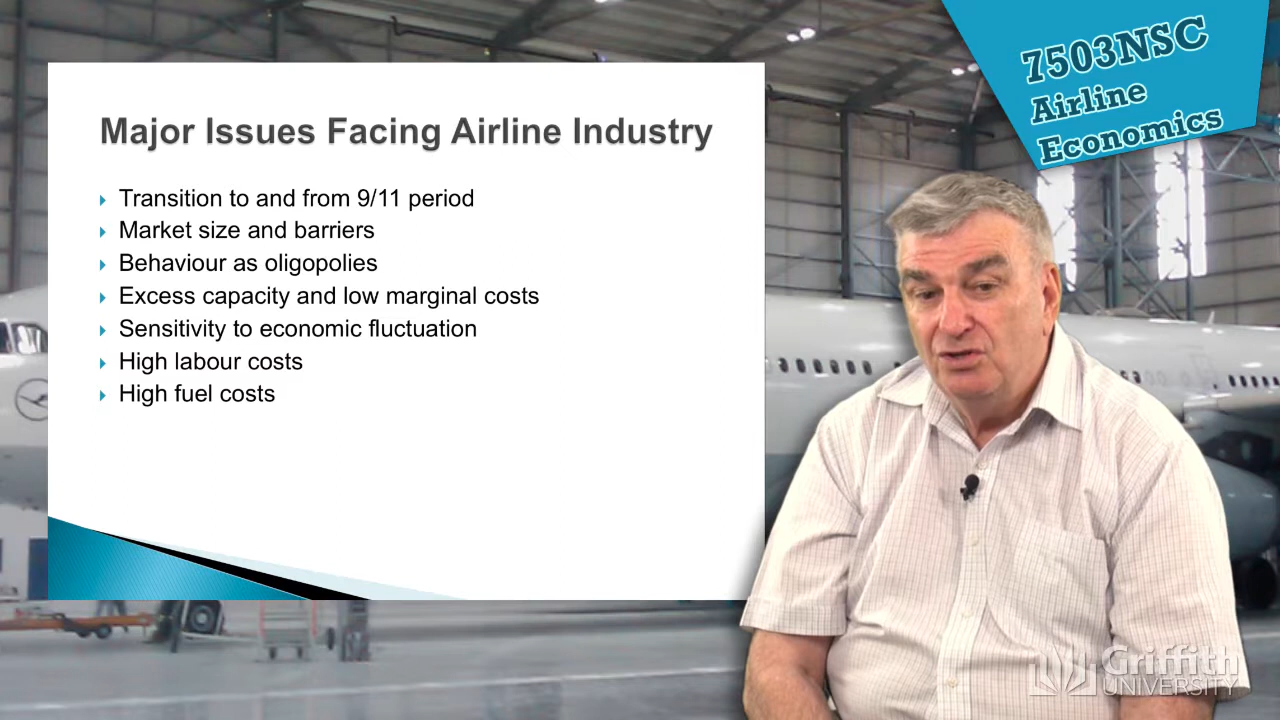 7503NSC
Airline
Economics
Major Issues Facing Airline Industry
Transition to and from 9/11 period
Market size and barriers
Behaviour as oligopolies
Excess capacity and low marginal costs
Sensitivity to economic fluctuation
High labour costs
High fuel costs
Griffith
UNIVERSITY